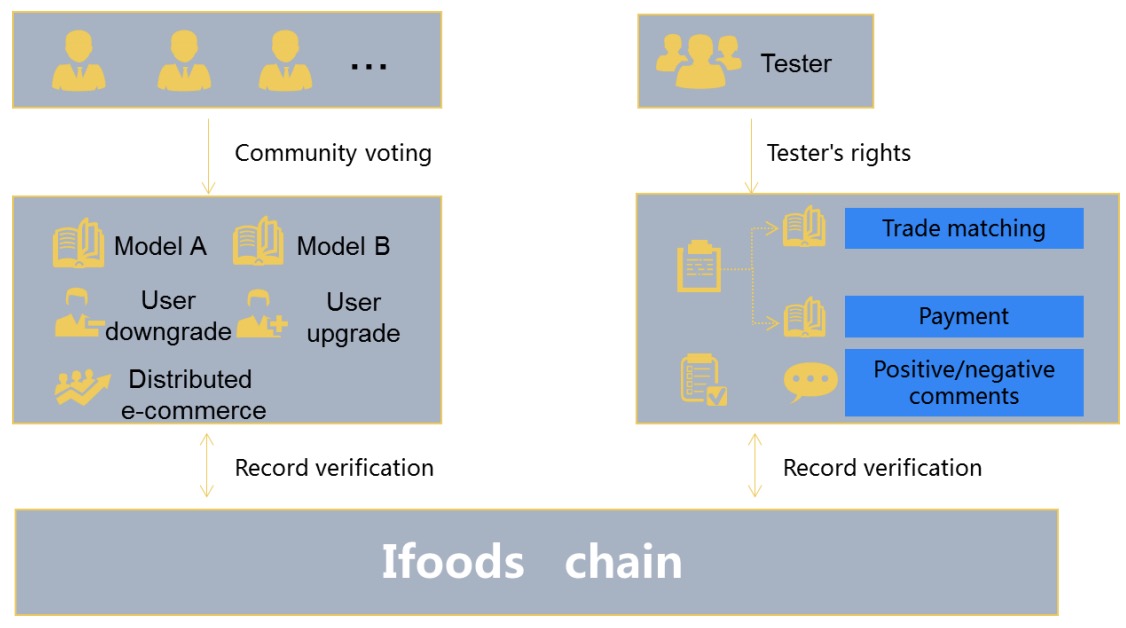 ...
Tester
Community voting
Tester's rights
Model A
Model B
User
downgrade
User
upgrade
Distributed
e-commerce
Trade matching
Payment
Positive/negative
comments
Record verification
Record verification
Ifoods chain